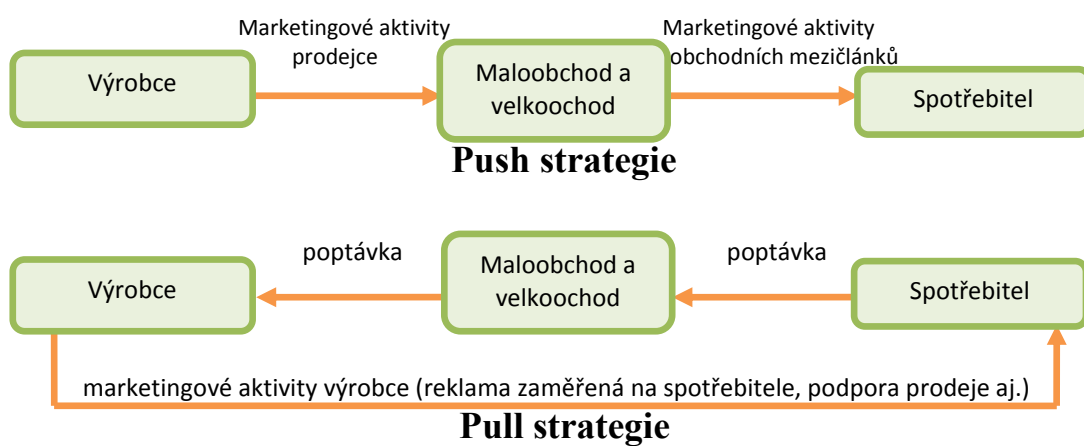 Marketingové aktivity
prodejce
Marketingové aktivity
obchodních mezičlánků
Výrobce
Maloobchod a
velkoochod
Spotřebitel
Push strategie
poptávka
poptávka
Výrobce
Maloobchod a
velkoochod
Spotřebitel
marketingové aktivity výrobce (reklama zaměřená na spotřebitele, podpora prodeje aj.)
Pull strategie